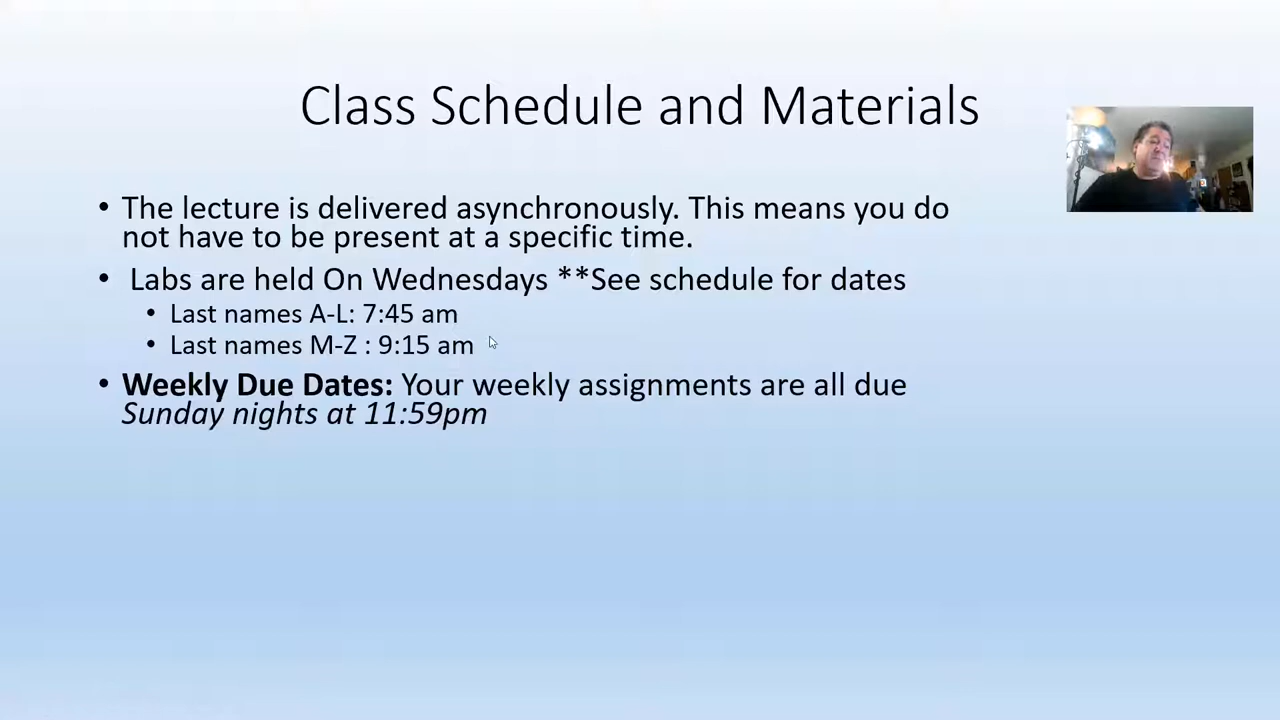 Class Schedule and Materials
• The lecture is delivered asynchronously. This means you do
not have to be present at a specific time.
• Labs are held On Wednesdays **See schedule for dates
• Last names A-L: 7:45 am
• Last names M-Z : 9:15 am
• Weekly Due Dates: Your weekly assignments are all due
Sunday nights at 11:59pm